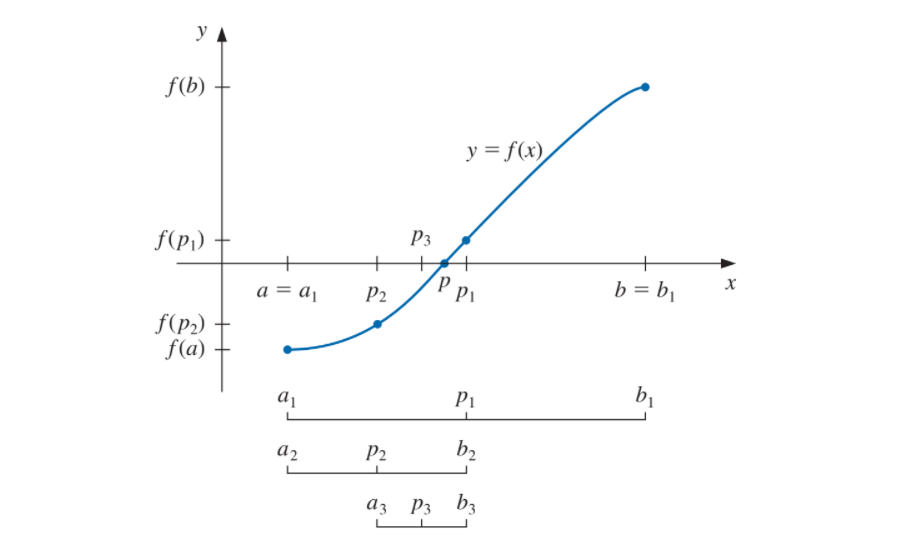 y
f(b)
y = f(x)
f(p₁)
p₃
a = a₁
p₂
p
p₁
b = b₁
x
f(p₂)
f(a)
a₁ p₁ b₁
a₂ p₂ b₂
a₃ p₃ b₃